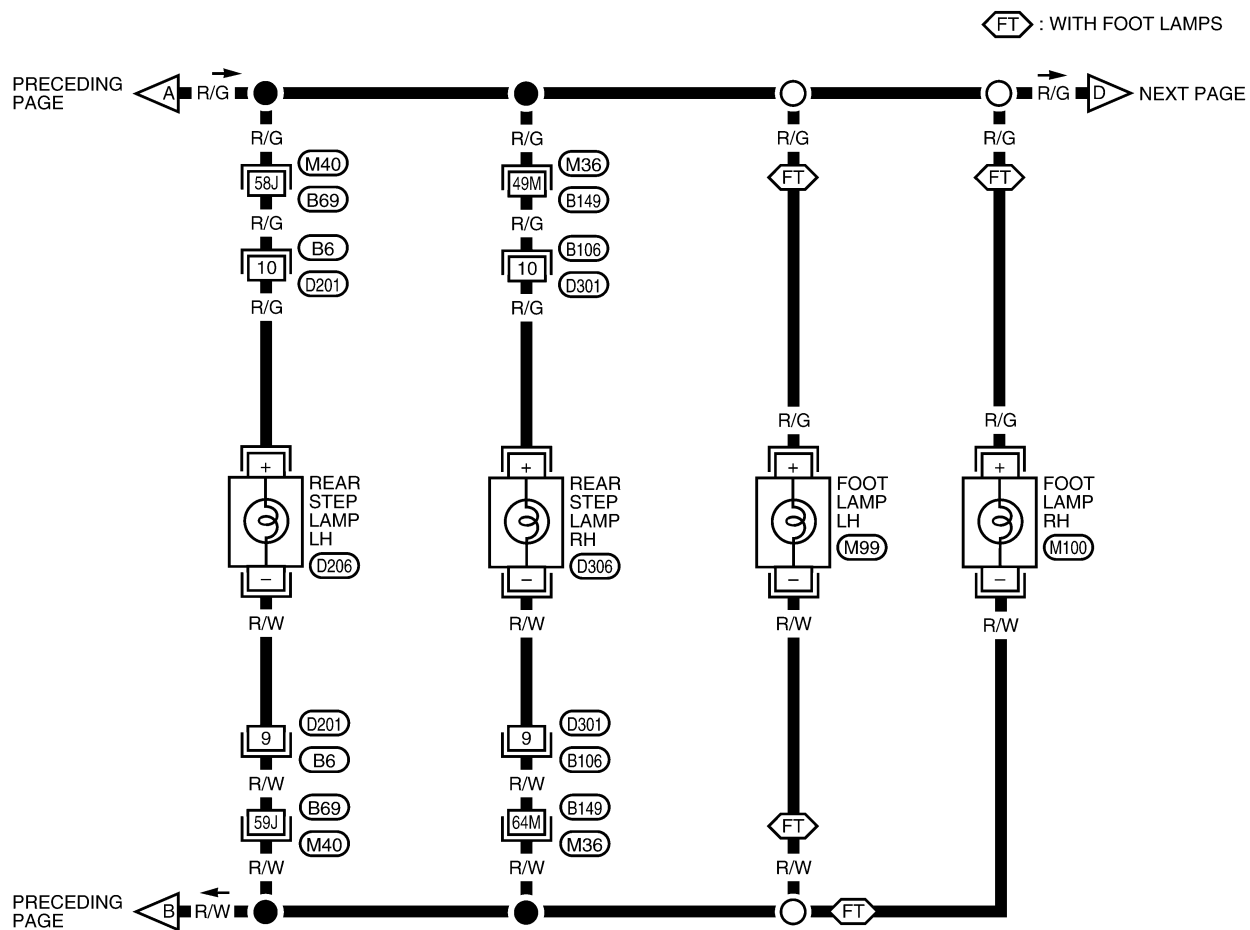 FT : WITH FOOT LAMPS
PRECEDING
PAGE
A R/G R/G D NEXT PAGE
R/G R/G R/G R/G
58J M40 49M M36 FT FT
B69 B149
R/G R/G
10 B6 10 B106
D201 D301
R/G R/G
R/G R/G
+ + + +
REAR
STEP
LAMP
LH
D206
REAR
STEP
LAMP
RH
D306
FOOT
LAMP
LH
M99
FOOT
LAMP
RH
M100
– – – –
R/W R/W R/W R/W
9 D201 9 D301
B6 B106
R/W R/W
59J B69 64M B149 FT
M40 M36
R/W R/W R/W
PRECEDING
PAGE
B R/W FT